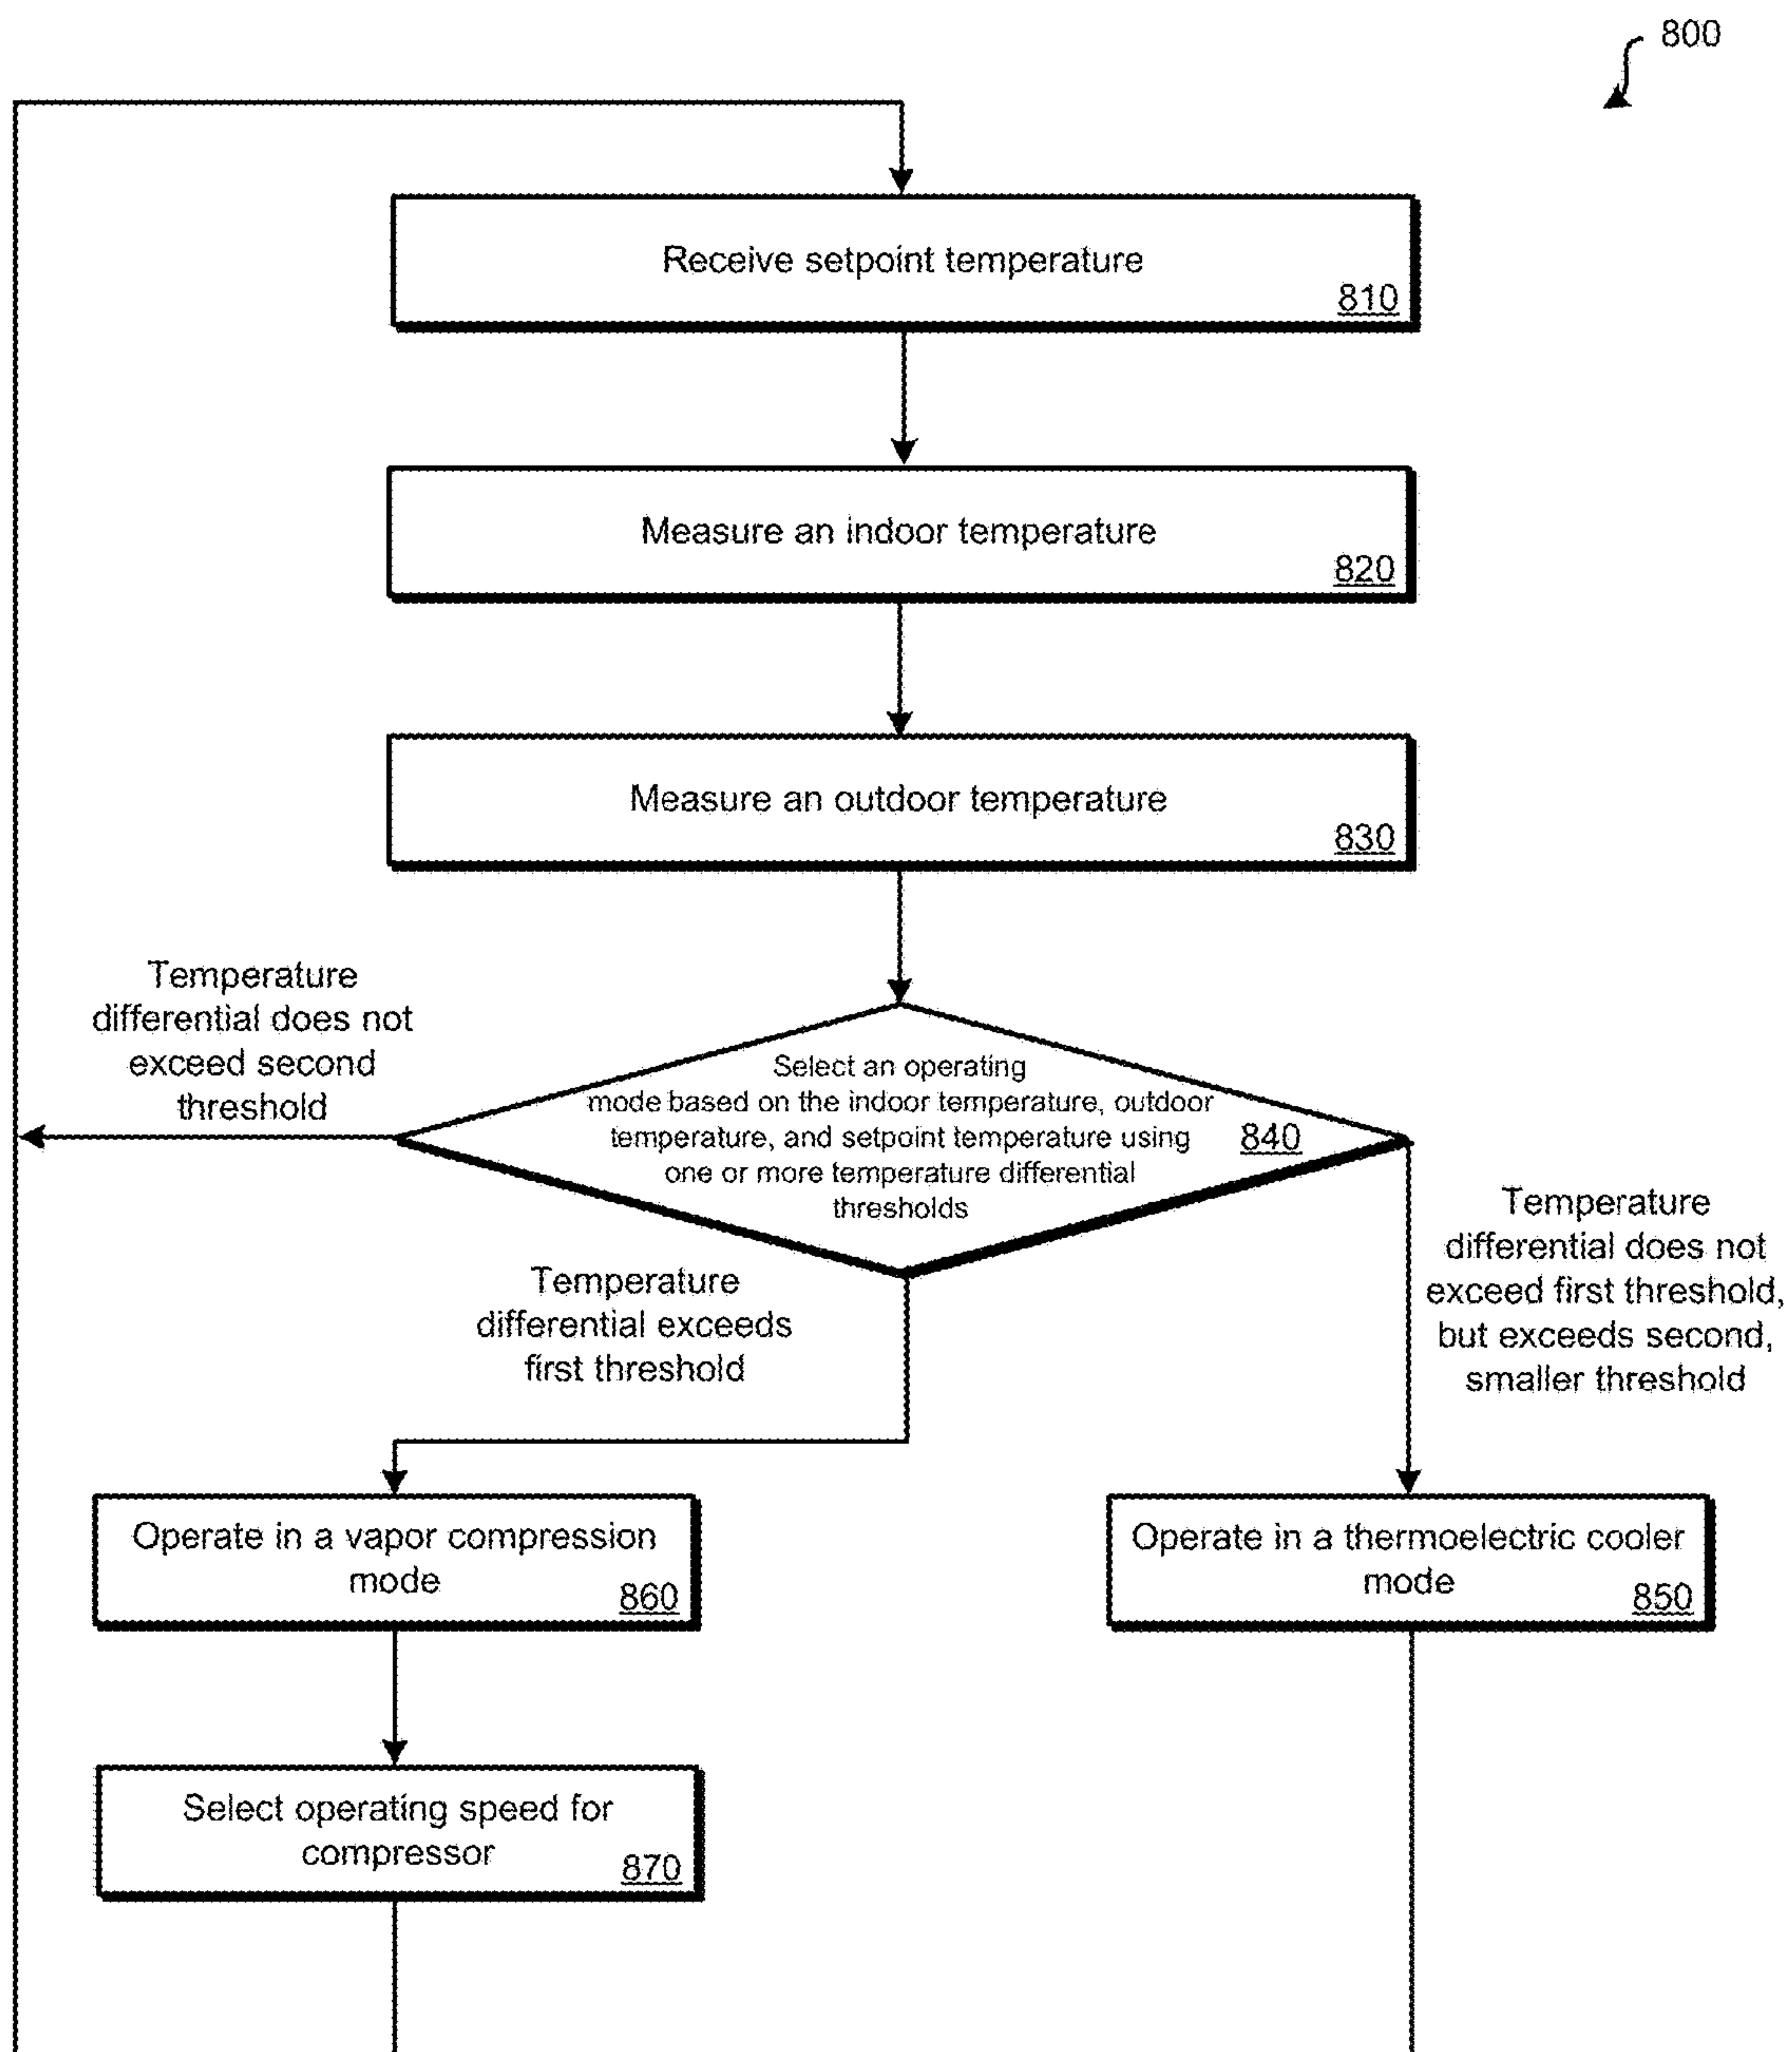 800
Receive setpoint temperature
810
Measure an indoor temperature
820
Measure an outdoor temperature
830
Temperature
differential does not
exceed second
threshold
Select an operating
mode based on the indoor temperature, outdoor
temperature, and setpoint temperature using
one or more temperature differential
thresholds
840
Temperature
differential does not
exceed first threshold,
but exceeds second,
smaller threshold
Temperature
differential exceeds
first threshold
Operate in a vapor compression
mode
860
Operate in a thermoelectric cooler
mode
850
Select operating speed for
compressor
870